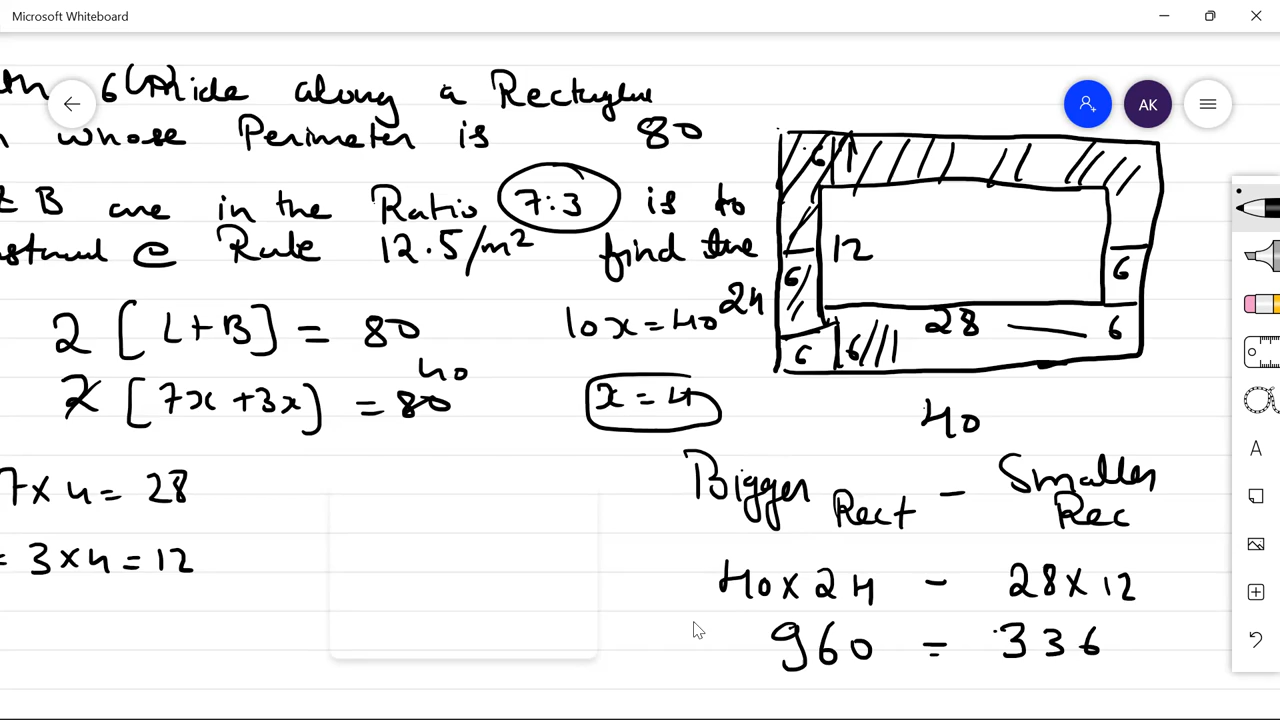 Microsoft Whiteboard
AK
6 wide along a Rectangular
whose Perimeter is 80
& B are in the Ratio 7:3 is to
@ Rate 12.5/m² find the
2 [L+B] = 80
2 [7x+3x] = 80
40
10x=40
x=4
7x4=28
= 3x4=12
6
12
6
6
24
28
6
6
6
40
Bigger Rect - Smaller Rec
40x24 - 28x12
960 = 336
A